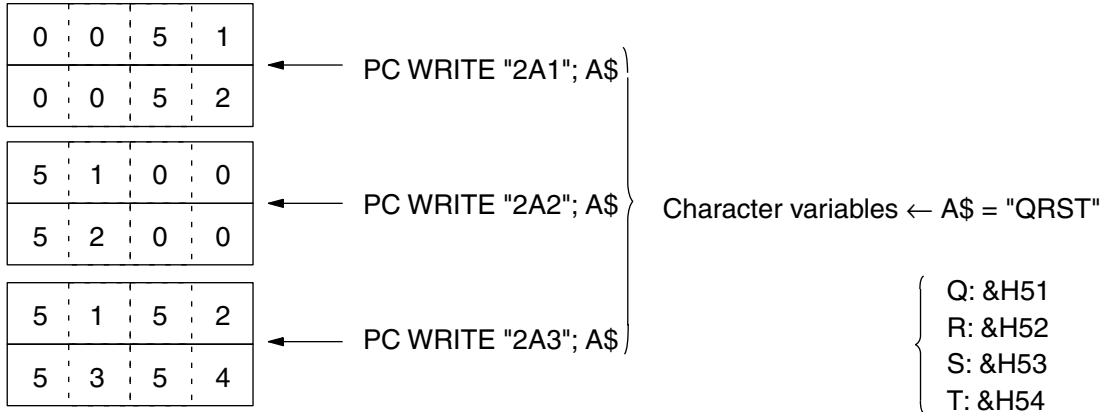 0 0 5 1
PC WRITE "2A1"; A$
0 0 5 2
5 1 0 0
PC WRITE "2A2"; A$
Character variables ← A$ = "QRST"
5 2 0 0
5 1 5 2
PC WRITE "2A3"; A$
5 3 5 4
Q: &H51
R: &H52
S: &H53
T: &H54